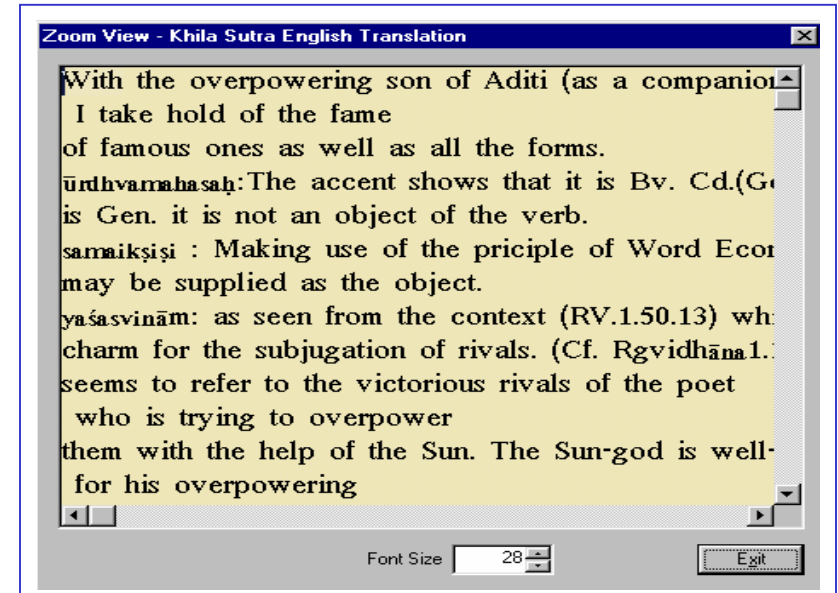 Zoom View - Khila Sutra English Translation
With the overpowering son of Aditi (as a companion
I take hold of the fame
of famous ones as well as all the forms.
ūrdhvamahasaḥ:The accent shows that it is Bv. Cd.(Ge
is Gen. it is not an object of the verb.
samaikṣiṣi : Making use of the priciple of Word Econ
may be supplied as the object.
yaśasvinām: as seen from the context (RV.1.50.13) whi
charm for the subjugation of rivals. (Cf. Rgvidhāna1.
seems to refer to the victorious rivals of the poet
who is trying to overpower
them with the help of the Sun. The Sun-god is well-
for his overpowering
Font Size 28
Exit